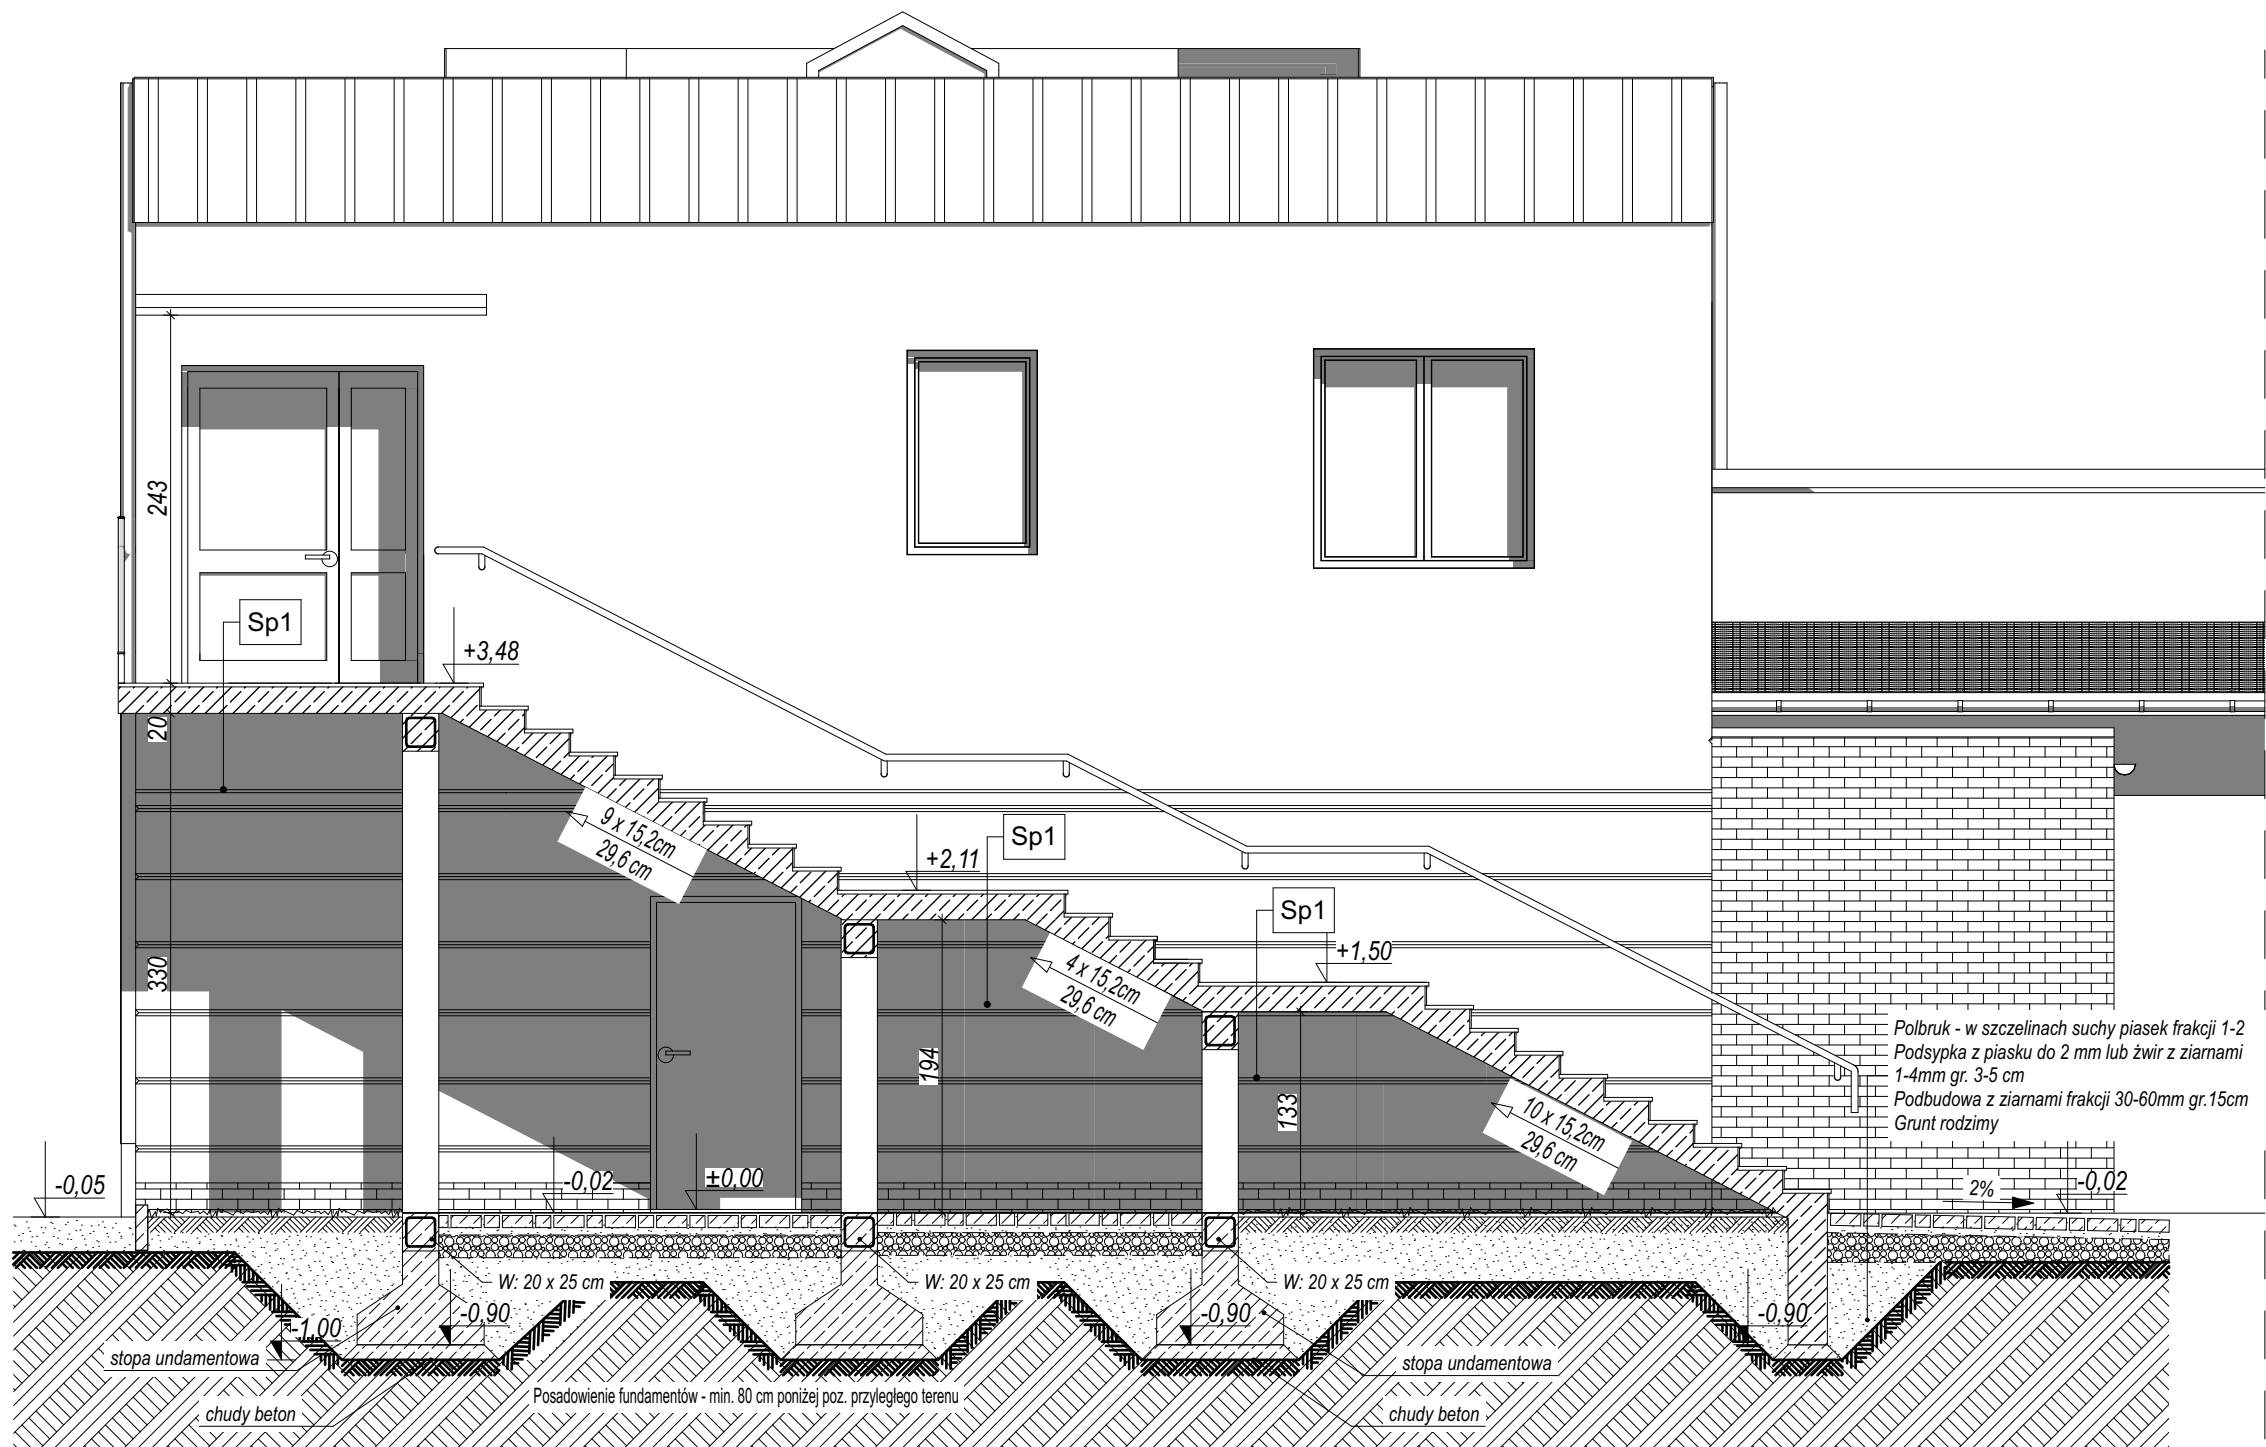 243
Sp1
+3,48
20
9 x 15,2cm
29,6 cm
Sp1
+2,11
Sp1
+1,50
4 x 15,2cm
29,6 cm
330
194
133
10 x 15,2cm
29,6 cm
Polbruk - w szczelinach suchy piasek frakcji 1-2
Podsypka z piasku do 2 mm lub żwir z ziarnami
1-4mm gr. 3-5 cm
Podbudowa z ziarnami frakcji 30-60mm gr.15cm
Grunt rodzimy
-0,05
-0,02
±0,00
2%
-0,02
W: 20 x 25 cm
W: 20 x 25 cm
W: 20 x 25 cm
-1,00
-0,90
-0,90
-0,90
stopa undamentowa
stopa undamentowa
Posadowienie fundamentów - min. 80 cm poniżej poz. przyległego terenu
chudy beton
chudy beton